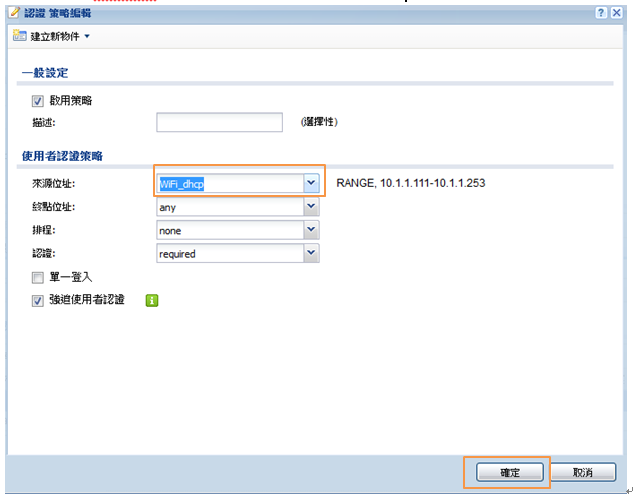 認證 策略編輯
建立新物件
一般設定
啟用策略
描述: (選擇性)
使用者認證策略
來源位址: WiFi_dhcp RANGE, 10.1.1.111-10.1.1.253
終點位址: any
排程: none
認證: required
單一登入
強迫使用者認證
確定 取消